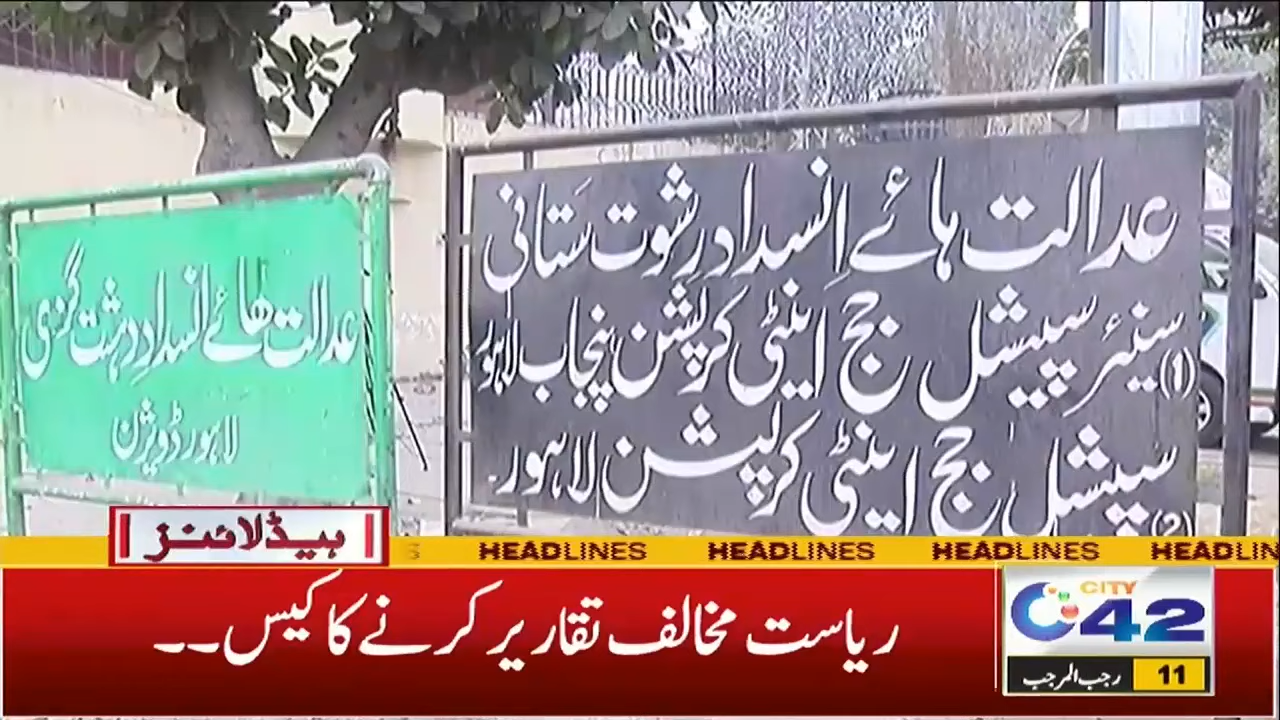 عدالت ہائے انسدادِ رشوت ستانی
(1) سینئر سپیشل جج اینٹی کرپشن پنجاب لاہور
(2) سپیشل جج اینٹی کرپشن لاہور۔
عدالت ھائے انسدادِ دہشت گردی
لاہور ڈویژن
ہیڈلائنز
HEADLINES HEADLINES HEADLINES HEADLIN
ریاست مخالف تقاریر کرنے کا کیس۔۔
CITY
42
11 رجب المرجب